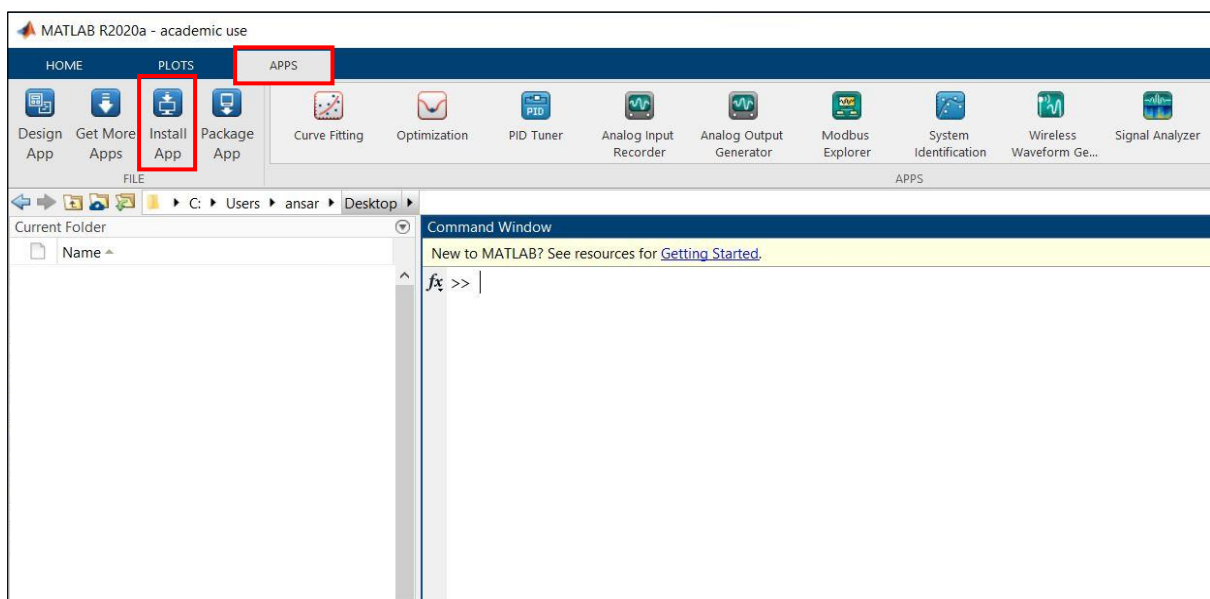 MATLAB R2020a - academic use
HOME PLOTS APPS
Design App
Get More Apps
Install App
Package App
Curve Fitting
Optimization
PID
PID Tuner
Analog Input Recorder
Analog Output Generator
Modbus Explorer
System Identification
Wireless Waveform Ge...
Signal Analyzer
FILE APPS
C: Users ansar Desktop
Current Folder
Name
Command Window
New to MATLAB? See resources for Getting Started.
fx >>